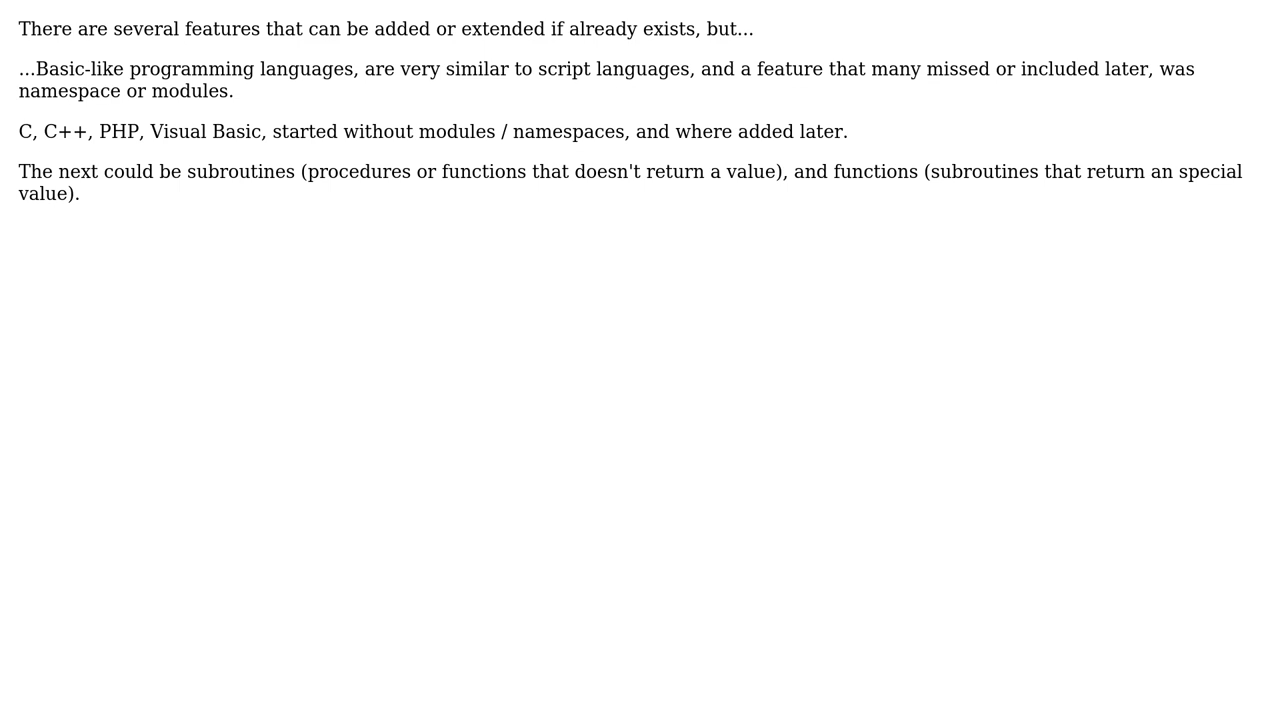 There are several features that can be added or extended if already exists, but...
...Basic-like programming languages, are very similar to script languages, and a feature that many missed or included later, was
namespace or modules.
C, C++, PHP, Visual Basic, started without modules / namespaces, and where added later.
The next could be subroutines (procedures or functions that doesn't return a value), and functions (subroutines that return an special
value).